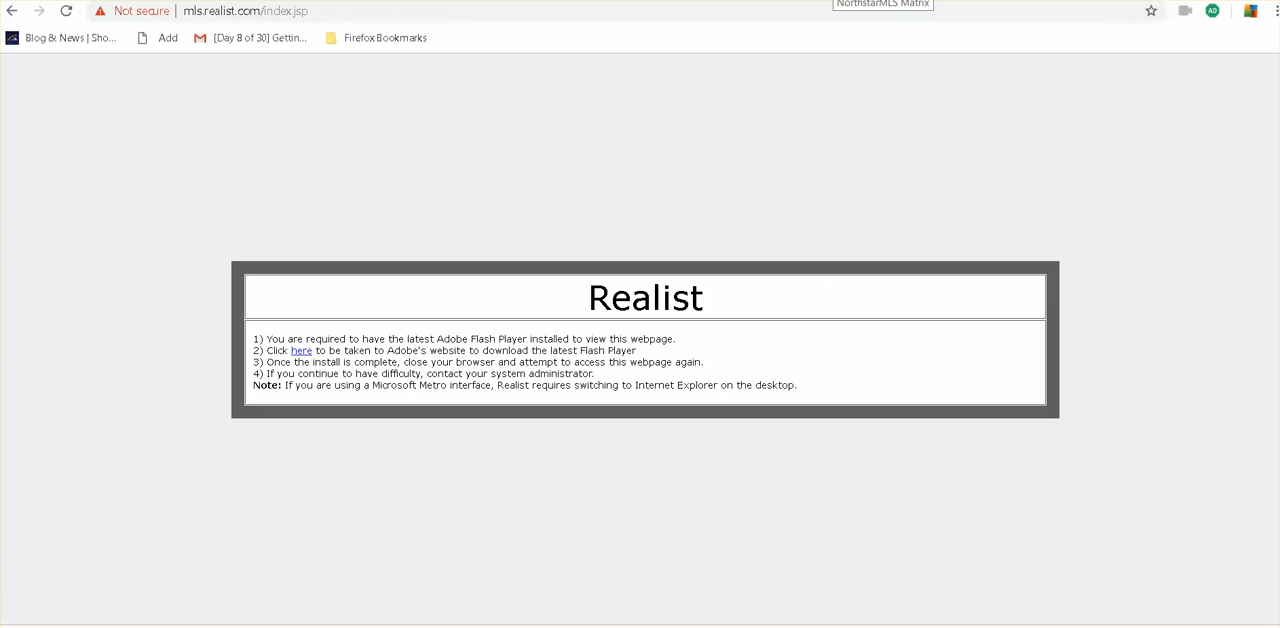 NorthstarMLS Matrix
Not secure | mls.realist.com/index.jsp
Blog & News | Sho... Add [Day 8 of 30] Gettin... Firefox Bookmarks
AD
Realist
1) You are required to have the latest Adobe Flash Player installed to view this webpage.
2) Click here to be taken to Adobe's website to download the latest Flash Player
3) Once the install is complete, close your browser and attempt to access this webpage again.
4) If you continue to have difficulty, contact your system administrator.
Note: If you are using a Microsoft Metro interface, Realist requires switching to Internet Explorer on the desktop.